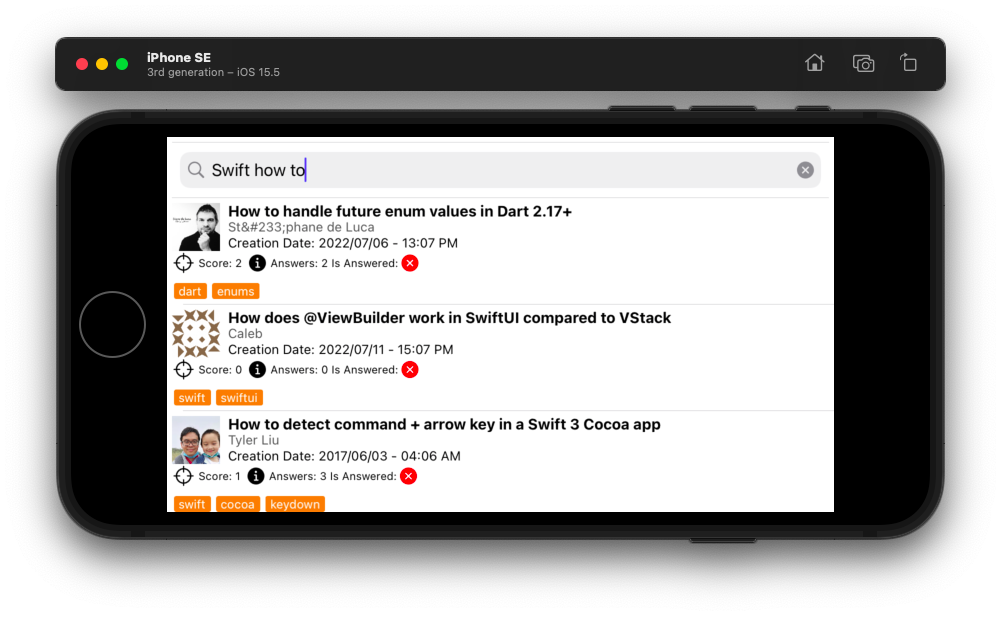 iPhone SE
3rd generation – iOS 15.5
Swift how to
How to handle future enum values in Dart 2.17+
St&#233;phane de Luca
Creation Date: 2022/07/06 - 13:07 PM
Score: 2 Answers: 2 Is Answered:
dart enums
How does @ViewBuilder work in SwiftUI compared to VStack
Caleb
Creation Date: 2022/07/11 - 15:07 PM
Score: 0 Answers: 0 Is Answered:
swift swiftui
How to detect command + arrow key in a Swift 3 Cocoa app
Tyler Liu
Creation Date: 2017/06/03 - 04:06 AM
Score: 1 Answers: 3 Is Answered:
swift cocoa keydown